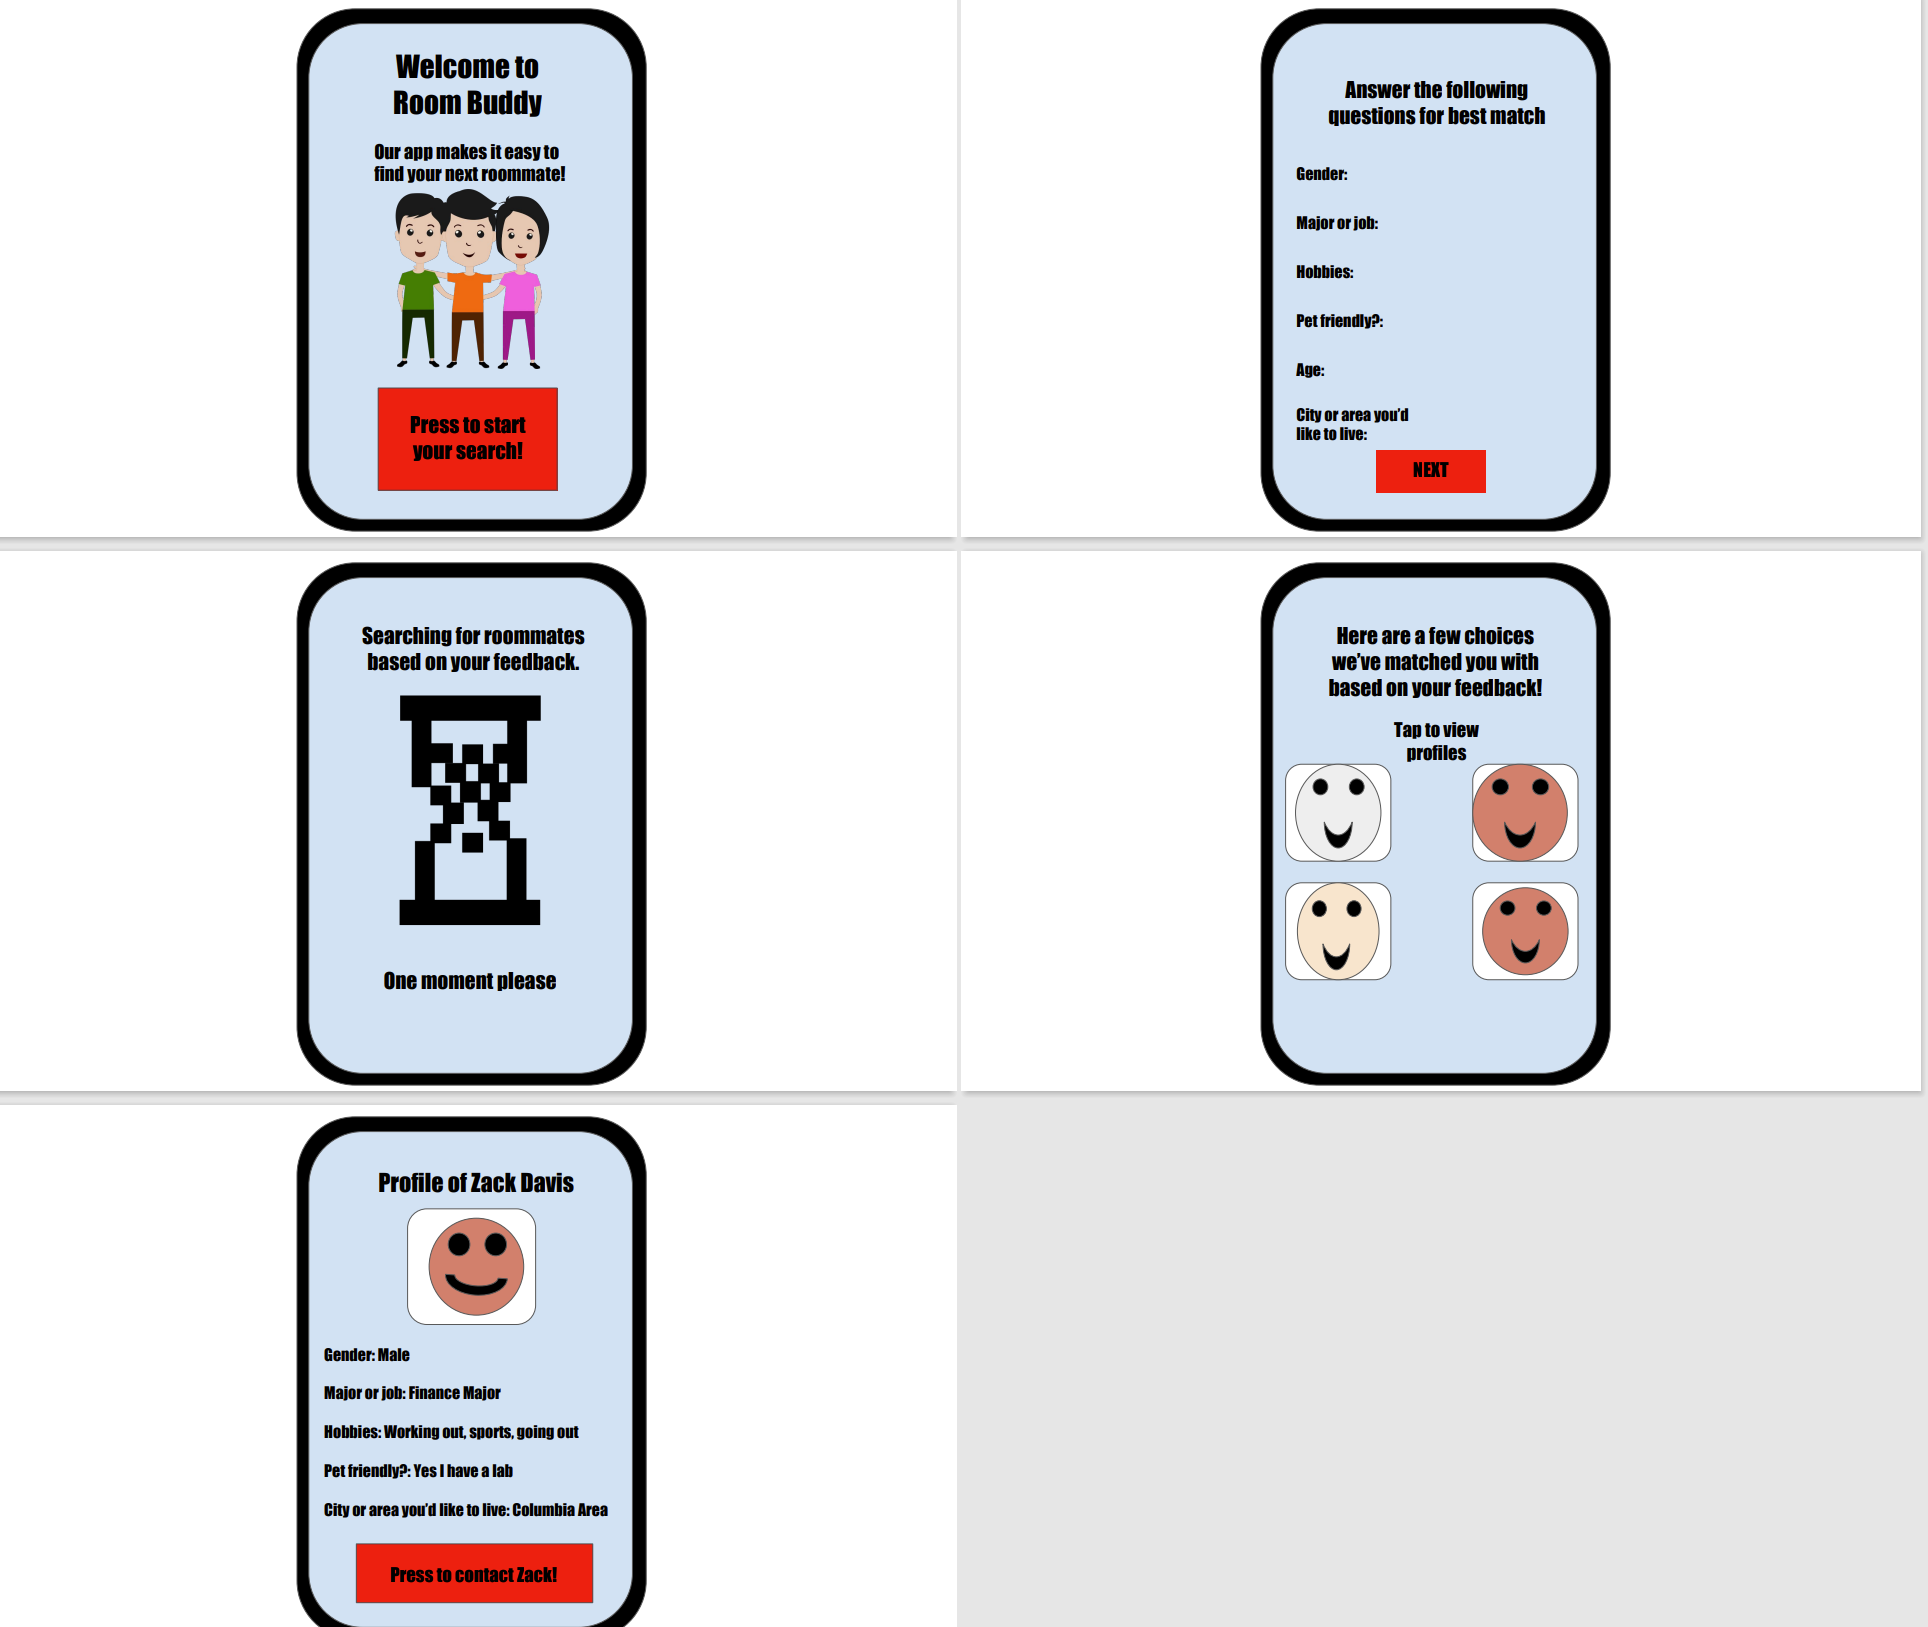 Welcome to
Room Buddy
Our app makes it easy to
find your next roommate!
Press to start
your search!
Answer the following
questions for best match
Gender:
Major or job:
Hobbies:
Pet friendly?:
Age:
City or area you'd
like to live:
NEXT
Searching for roommates
based on your feedback.
One moment please
Here are a few choices
we've matched you with
based on your feedback!
Tap to view
profiles
Profile of Zack Davis
Gender: Male
Major or job: Finance Major
Hobbies: Working out, sports, going out
Pet friendly?: Yes I have a lab
City or area you'd like to live: Columbia Area
Press to contact Zack!